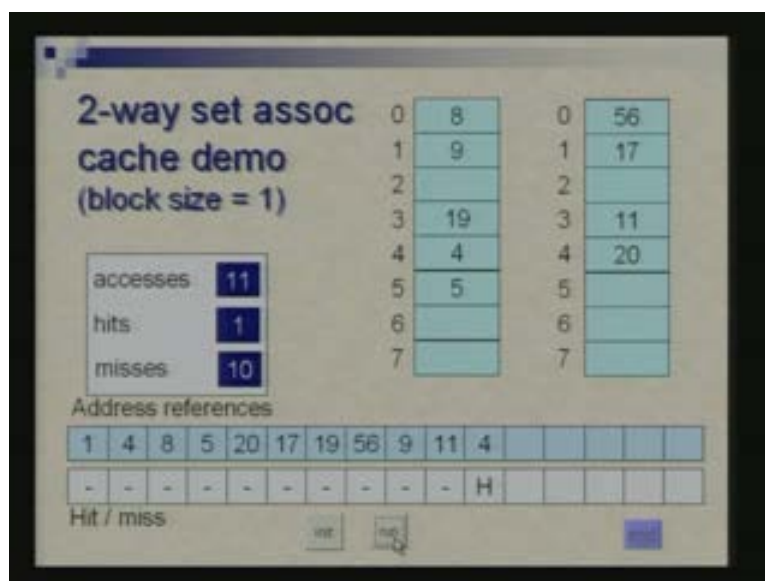 2-way set assoc
cache demo
(block size = 1)
0 8 0 56
1 9 1 17
2 2
3 19 3 11
4 4 4 20
5 5 5
6 6
7 7
accesses 11
hits 1
misses 10
Address references
1 4 8 5 20 17 19 56 9 11 4
- - - - - - - - - - H
Hit / miss
init